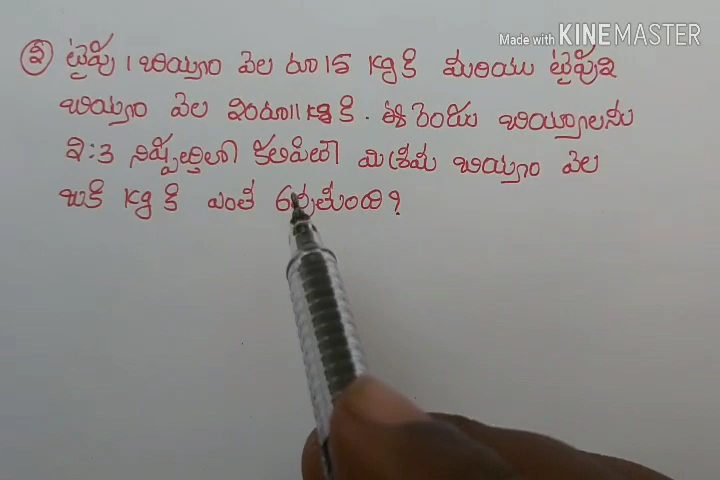 Made with KINEMASTER
② టైపు 1 బియ్యం వెల రూ 15 Kg కి మరియు టైపు 2
బియ్యం వెల 20రూ॥ Kg కి. ఈ రెండు బియ్యాలను
2:3 నిష్పత్తిలో కలిపితే మిశ్రమ బియ్యం వెల
ఒక Kg కి ఎంత అవుతుంది?